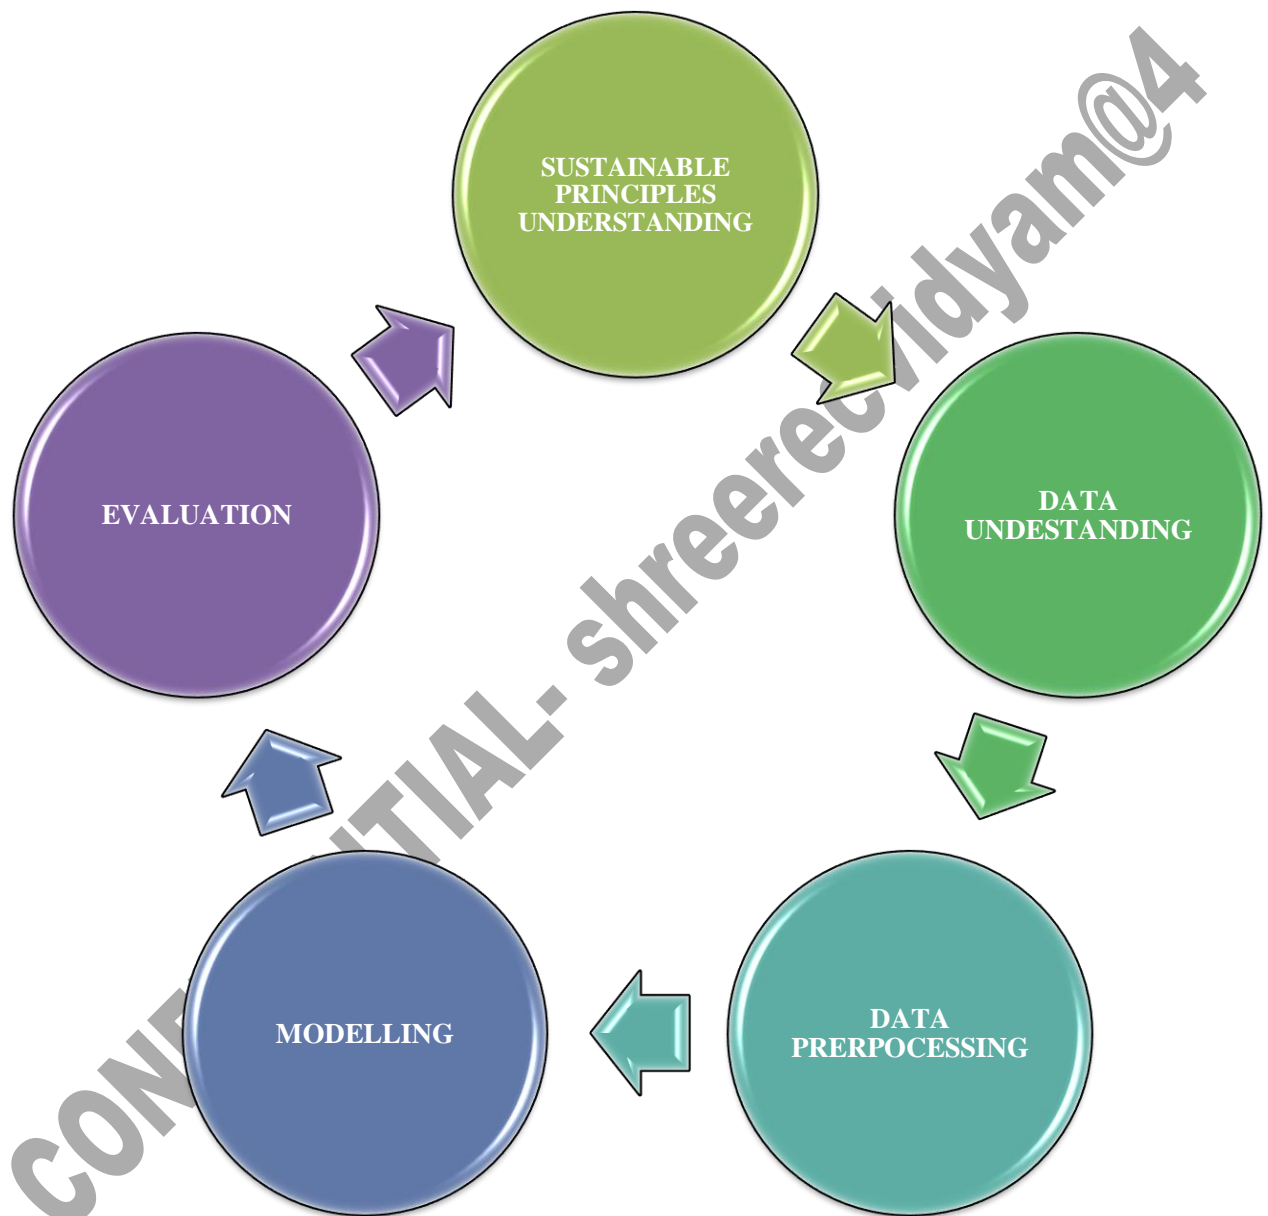 SUSTAINABLE
PRINCIPLES
UNDERSTANDING
DATA
UNDESTANDING
DATA
PRERPOCESSING
MODELLING
EVALUATION
shreerecvidyam@4